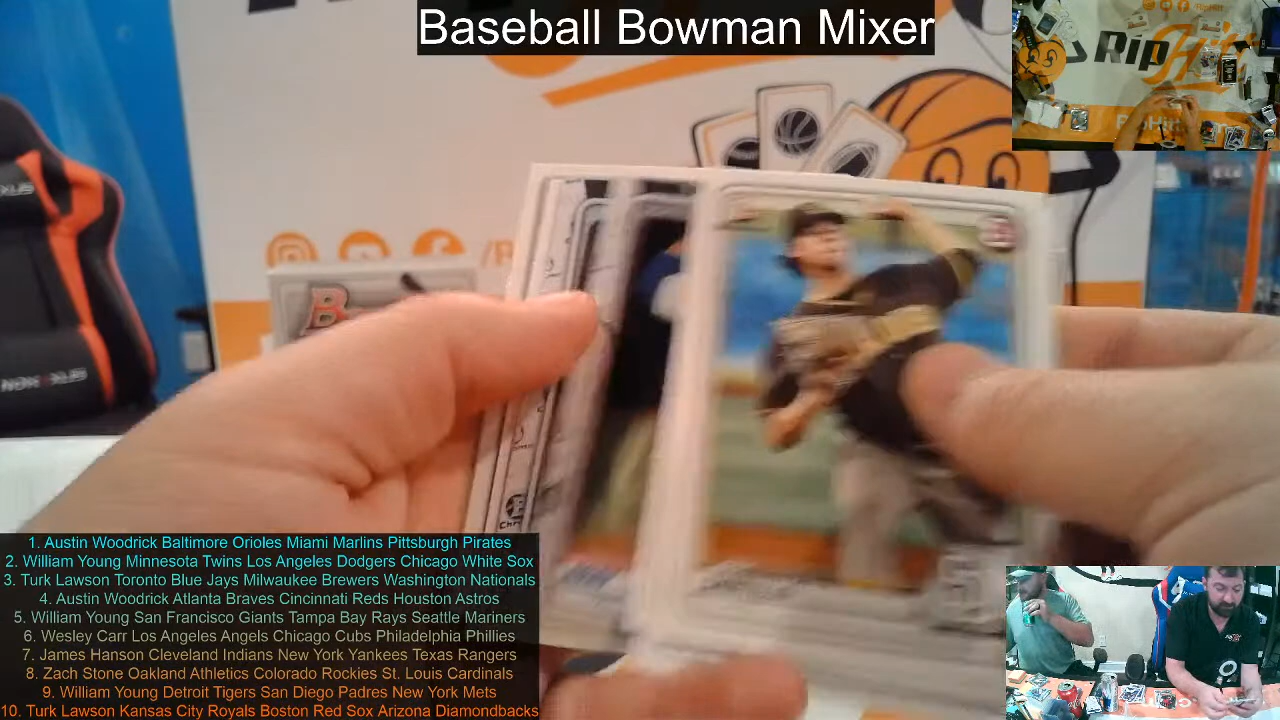 Baseball Bowman Mixer
RIP
B
1. Austin Woodrick Baltimore Orioles Miami Marlins Pittsburgh Pirates
2. William Young Minnesota Twins Los Angeles Dodgers Chicago White Sox
3. Turk Lawson Toronto Blue Jays Milwaukee Brewers Washington Nationals
4. Austin Woodrick Atlanta Braves Cincinnati Reds Houston Astros
5. William Young San Francisco Giants Tampa Bay Rays Seattle Mariners
6. Wesley Carr Los Angeles Angels Chicago Cubs Philadelphia Phillies
7. James Hanson Cleveland Indians New York Yankees Texas Rangers
8. Zach Stone Oakland Athletics Colorado Rockies St. Louis Cardinals
9. William Young Detroit Tigers San Diego Padres New York Mets
10. Turk Lawson Kansas City Royals Boston Red Sox Arizona Diamondbacks